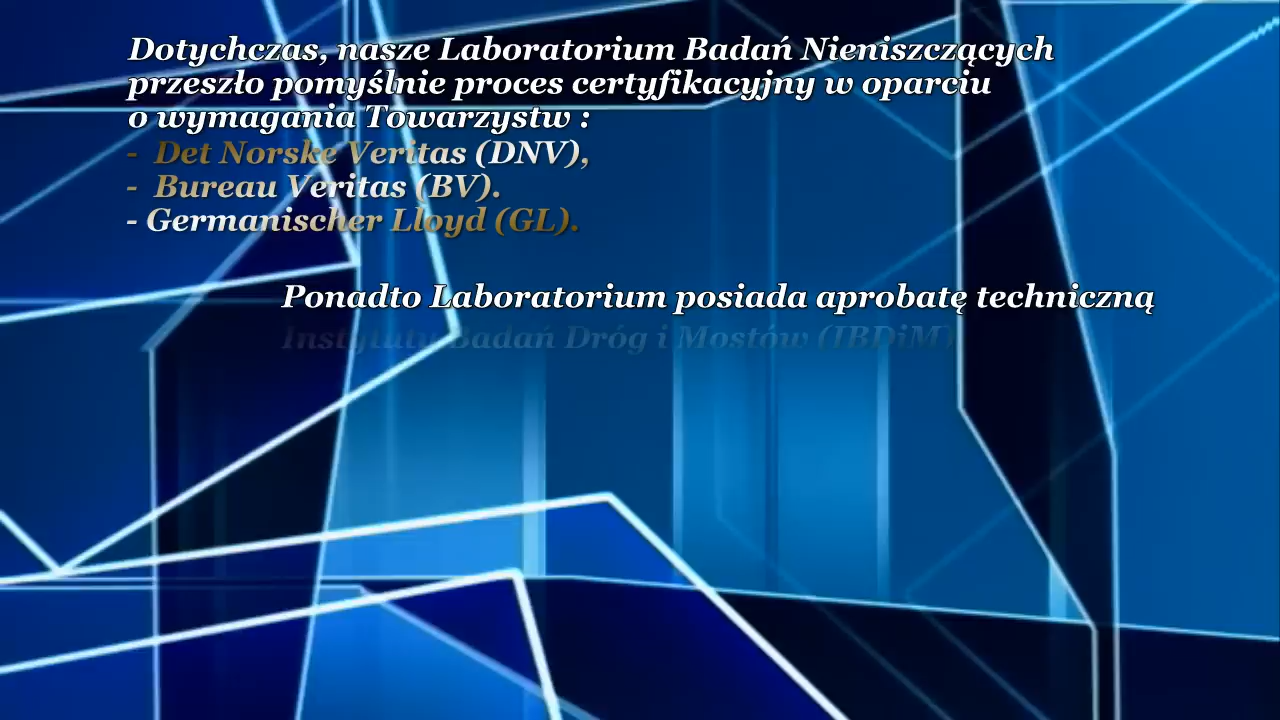 Dotychczas, nasze Laboratorium Badań Nieniszczących
przeszło pomyślnie proces certyfikacyjny w oparciu
o wymagania Towarzystw :
- Det Norske Veritas (DNV),
- Bureau Veritas (BV).
- Germanischer Lloyd (GL).
Ponadto Laboratorium posiada aprobatę techniczną
Instytutu Badań Dróg i Mostów (IBDiM)